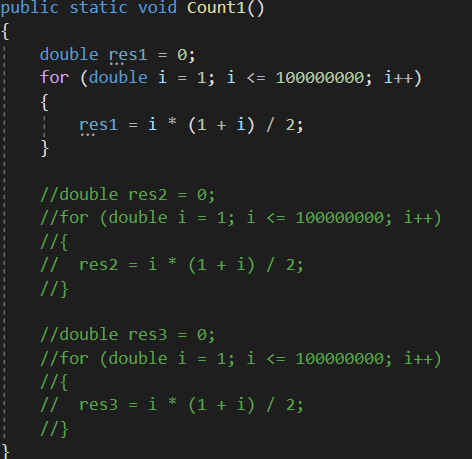 public static void Count1()
{
double res1 = 0;
for (double i = 1; i <= 100000000; i++)
{
res1 = i * (1 + i) / 2;
}
//double res2 = 0;
//for (double i = 1; i <= 100000000; i++)
//{
//  res2 = i * (1 + i) / 2;
//}
//double res3 = 0;
//for (double i = 1; i <= 100000000; i++)
//{
//  res3 = i * (1 + i) / 2;
//}
}